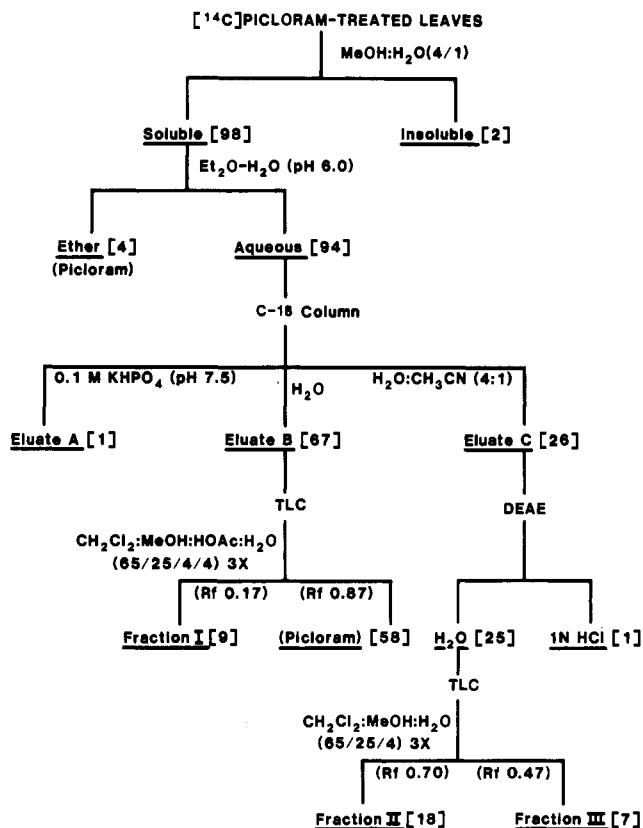 [¹⁴C]PICLORAM-TREATED LEAVES
MeOH:H₂O(4/1)
Soluble [98]
Insoluble [2]
Et₂O-H₂O (pH 6.0)
Ether [4]
(Picloram)
Aqueous [94]
C-18 Column
0.1 M KHPO₄ (pH 7.5)
H₂O
H₂O:CH₃CN (4:1)
Eluate A [1]
Eluate B [67]
Eluate C [26]
TLC
DEAE
CH₂Cl₂:MeOH:HOAc:H₂O
(65/25/4/4) 3X
(Rf 0.17)
(Rf 0.87)
Fraction I [9]
(Picloram) [58]
H₂O [25]
1N HCl [1]
TLC
CH₂Cl₂:MeOH:H₂O
(65/25/4) 3X
(Rf 0.70)
(Rf 0.47)
Fraction II [18]
Fraction III [7]